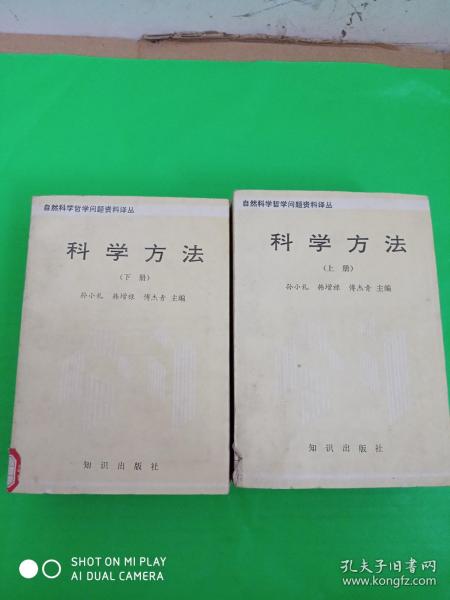 自然科学哲学问题资料译丛
科学方法
(下册)
孙小礼 韩增禄 傅杰青 主编
知识出版社
自然科学哲学问题资料译丛
科学方法
(上册)
孙小礼 韩增禄 傅杰青 主编
知识出版社
SHOT ON MI PLAY
AI DUAL CAMERA
孔夫子旧书网
www.kongfz.com